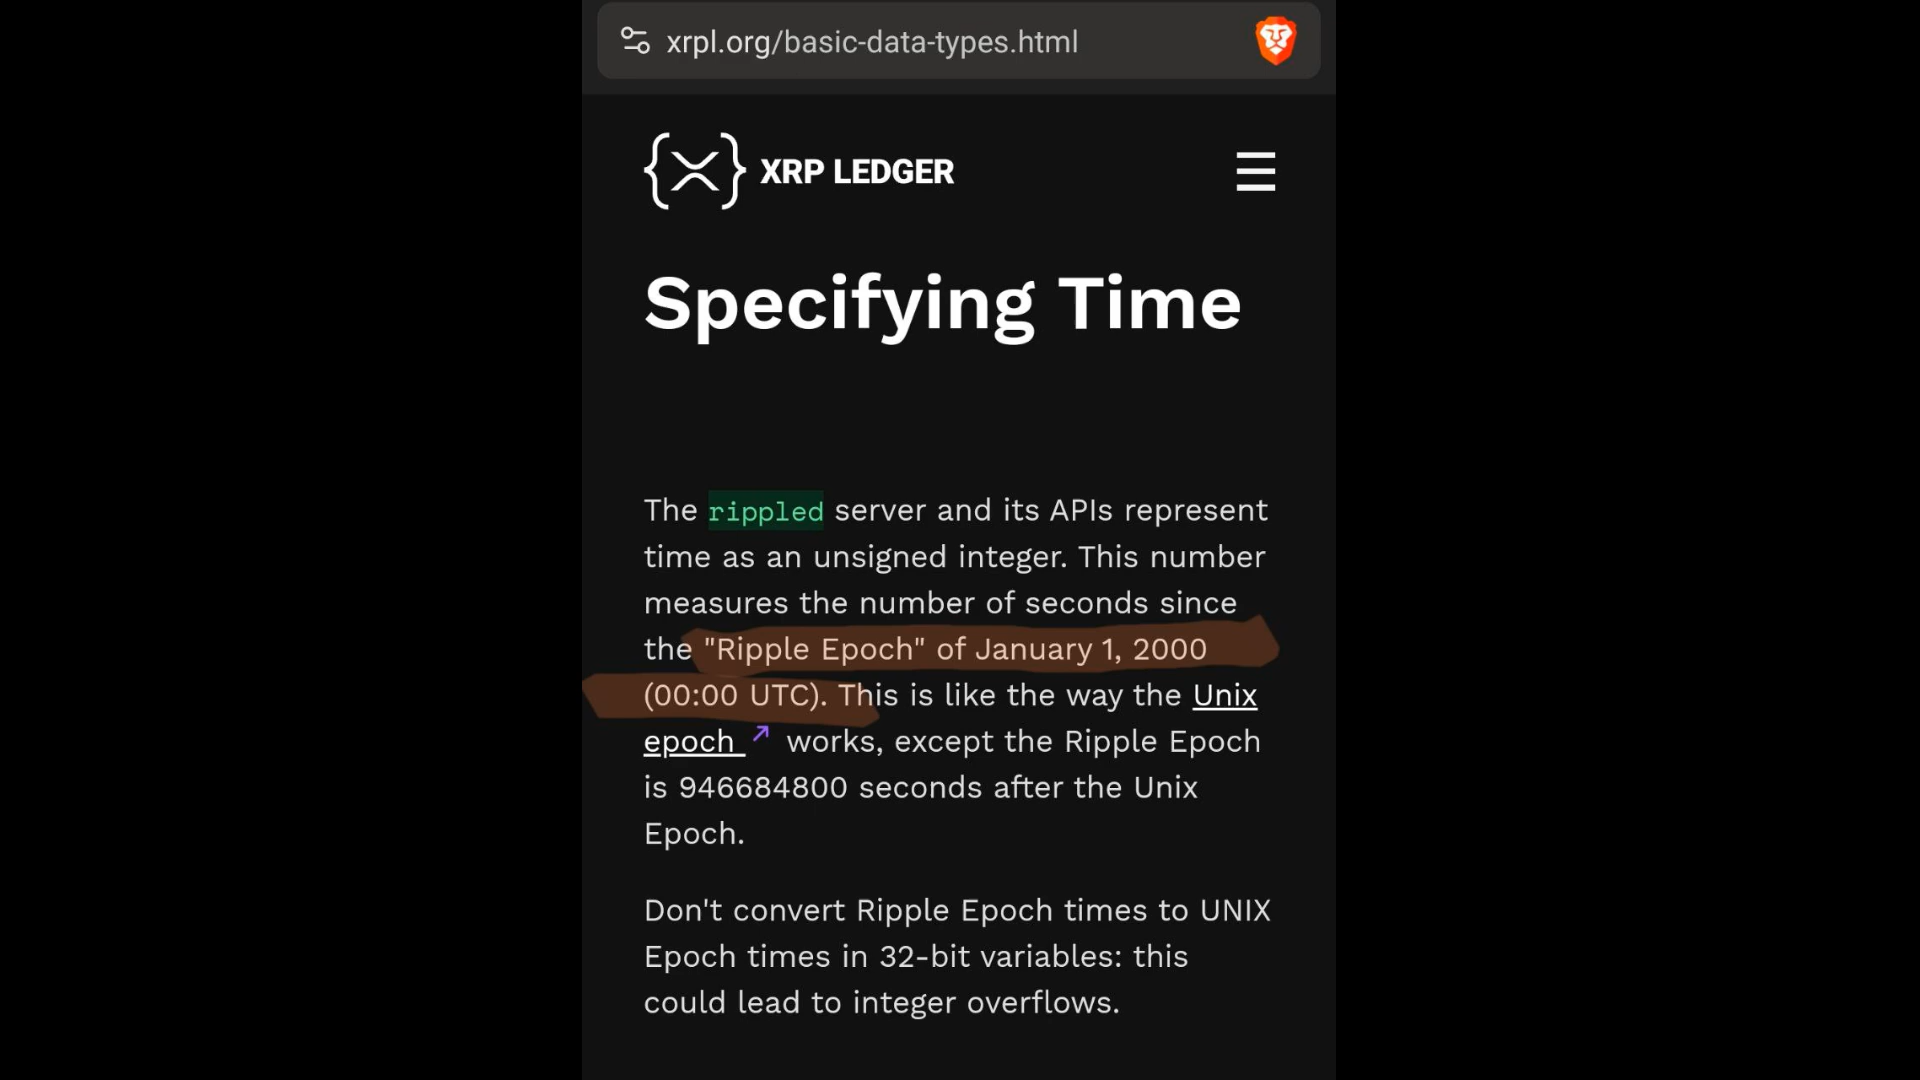 xrpl.org/basic-data-types.html
XRP LEDGER
Specifying Time
The rippled server and its APIs represent
time as an unsigned integer. This number
measures the number of seconds since
the "Ripple Epoch" of January 1, 2000
(00:00 UTC). This is like the way the Unix
epoch works, except the Ripple Epoch
is 946684800 seconds after the Unix
Epoch.
Don't convert Ripple Epoch times to UNIX
Epoch times in 32-bit variables: this
could lead to integer overflows.